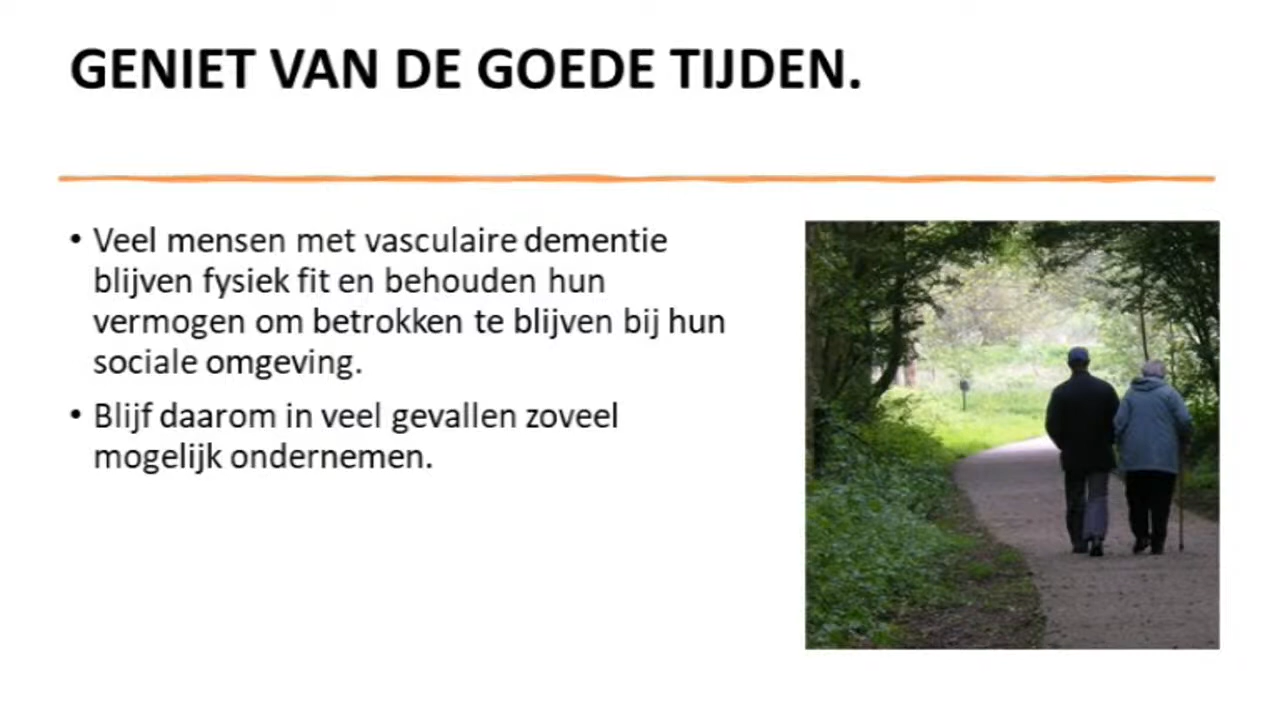 GENIET VAN DE GOEDE TIJDEN.
• Veel mensen met vasculaire dementie
blijven fysiek fit en behouden hun
vermogen om betrokken te blijven bij hun
sociale omgeving.
• Blijf daarom in veel gevallen zoveel
mogelijk ondernemen.